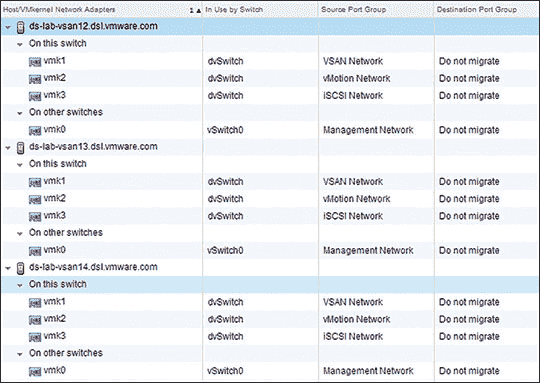 Host/VMkernel Network Adapters 1 ▲ In Use by Switch Source Port Group Destination Port Group
ds-lab-vsan12.dsl.vmware.com
On this switch
vmk1 dvSwitch VSAN Network Do not migrate
vmk2 dvSwitch vMotion Network Do not migrate
vmk3 dvSwitch iSCSI Network Do not migrate
On other switches
vmk0 vSwitch0 Management Network Do not migrate
ds-lab-vsan13.dsl.vmware.com
On this switch
vmk1 dvSwitch VSAN Network Do not migrate
vmk2 dvSwitch vMotion Network Do not migrate
vmk3 dvSwitch iSCSI Network Do not migrate
On other switches
vmk0 vSwitch0 Management Network Do not migrate
ds-lab-vsan14.dsl.vmware.com
On this switch
vmk1 dvSwitch VSAN Network Do not migrate
vmk2 dvSwitch vMotion Network Do not migrate
vmk3 dvSwitch iSCSI Network Do not migrate
On other switches
vmk0 vSwitch0 Management Network Do not migrate